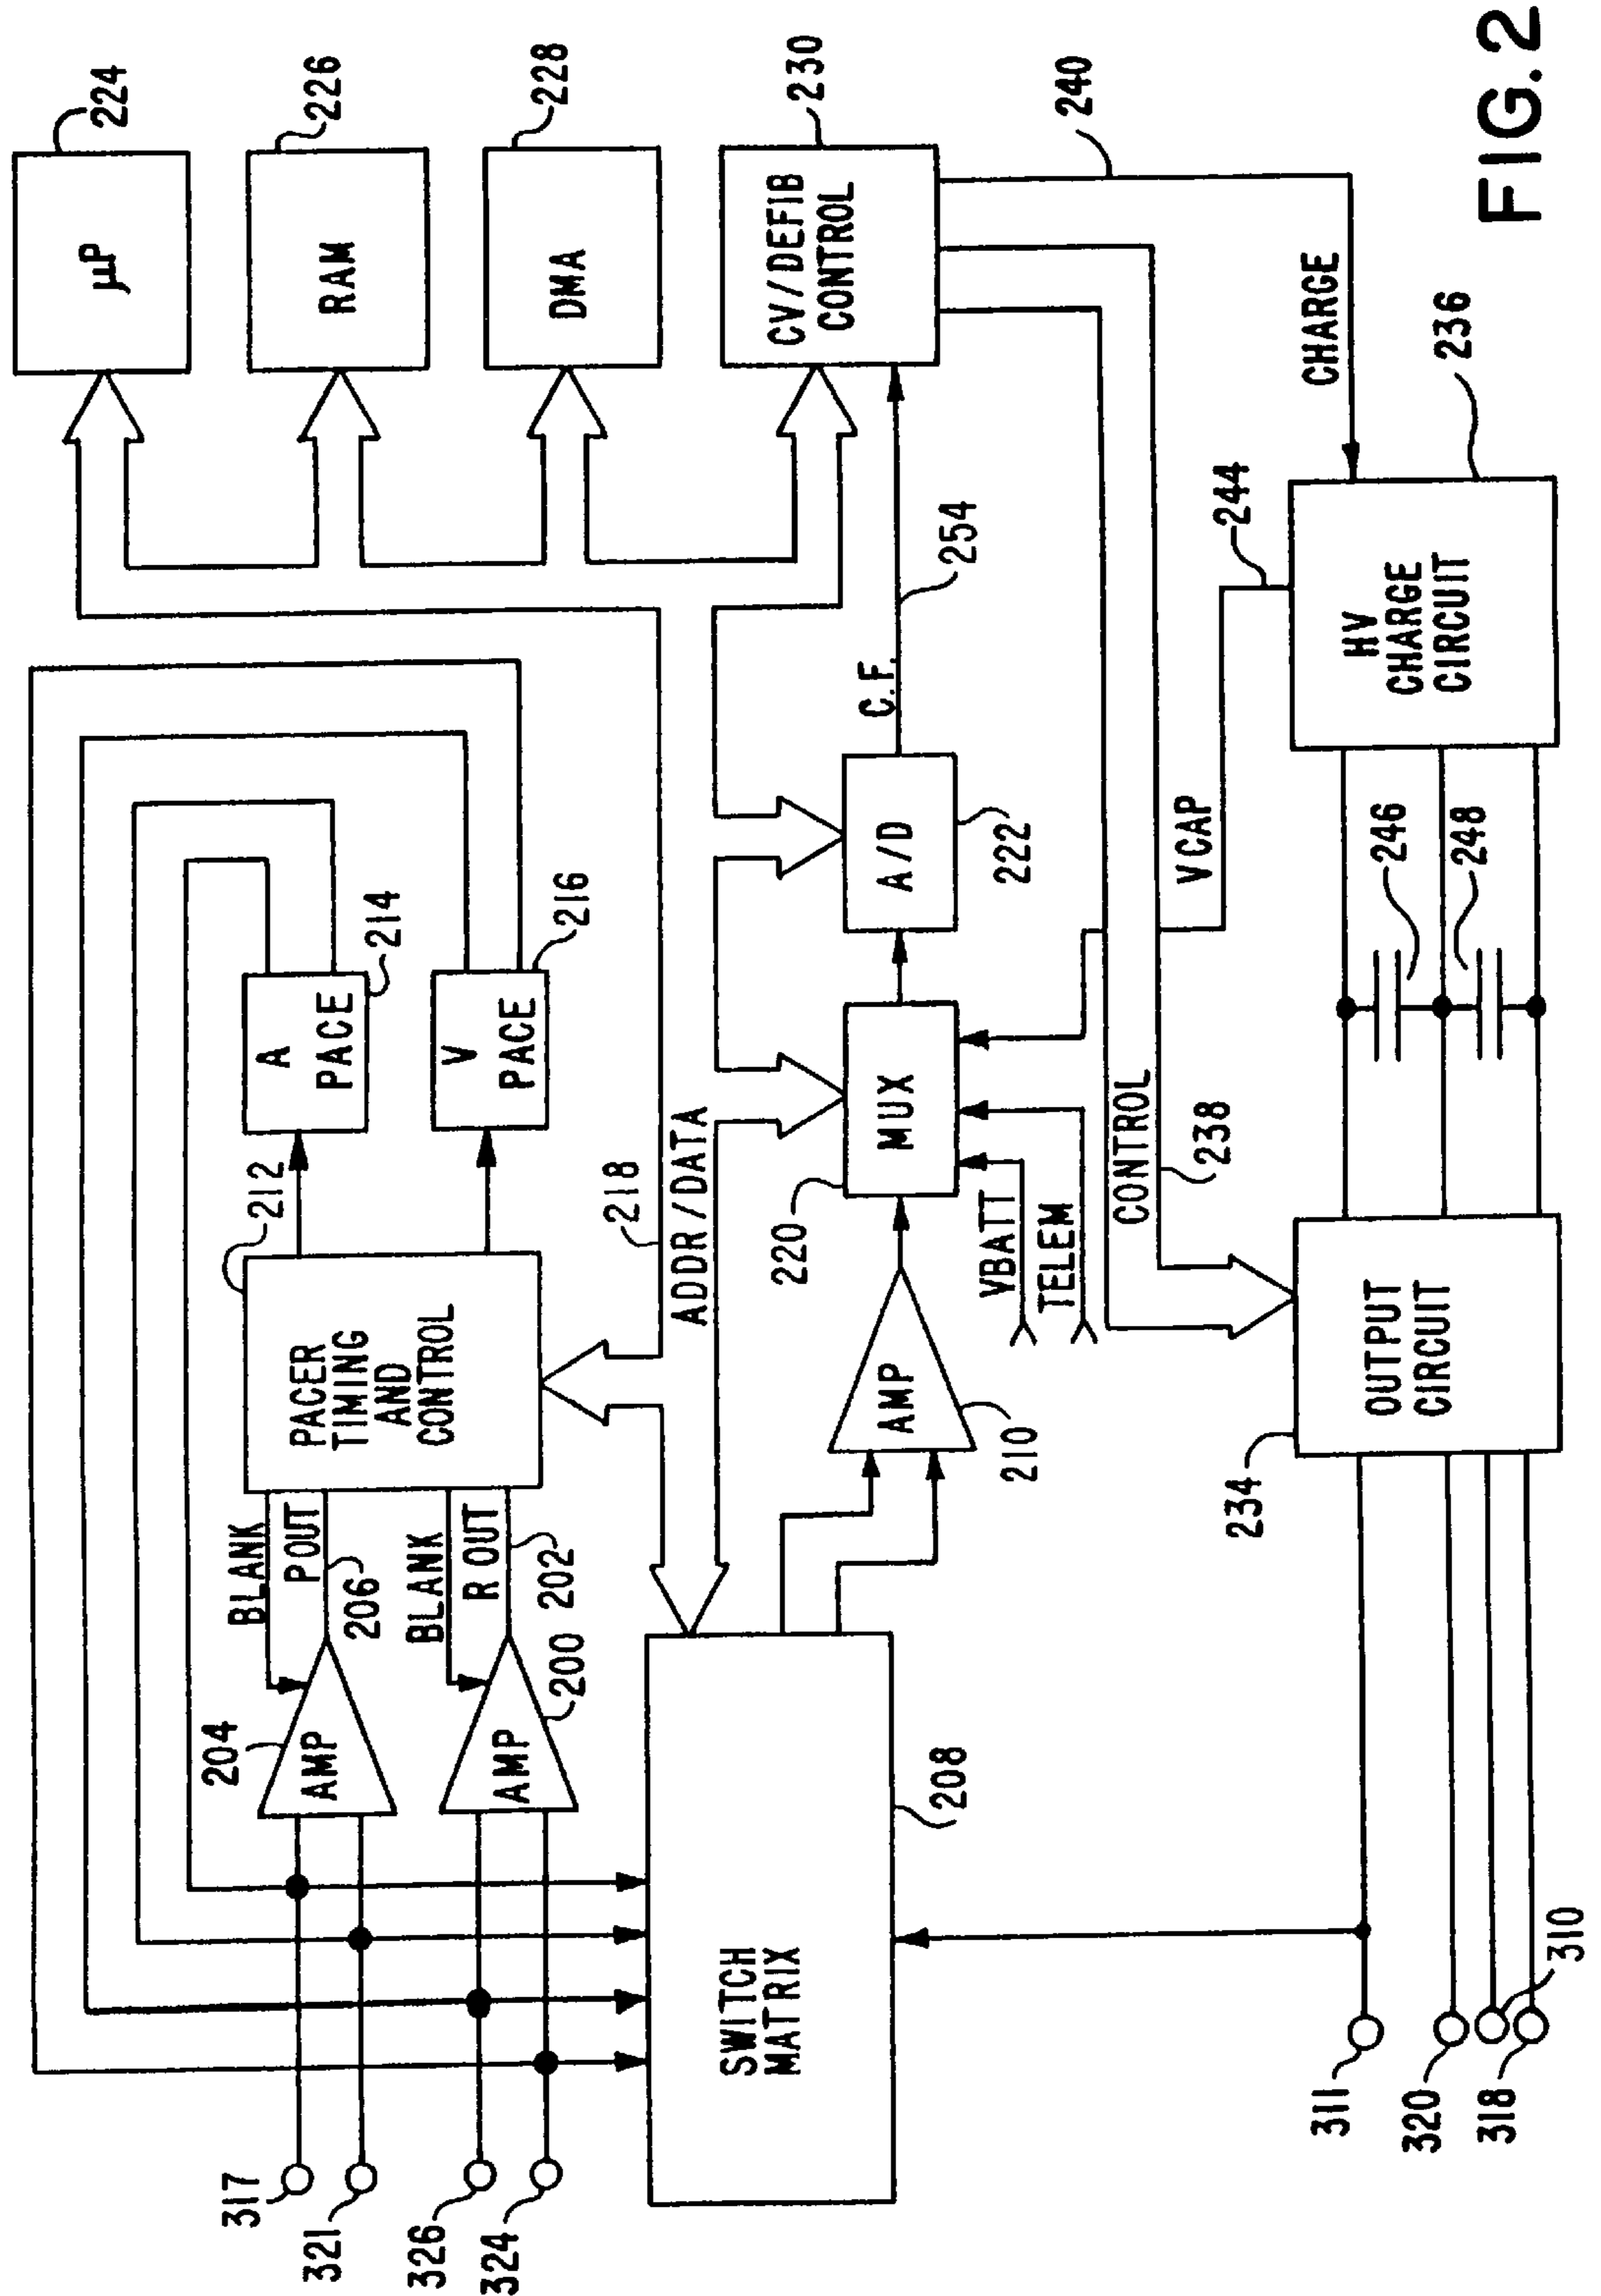 317
321
326
324
204
AMP
BLANK
POUT
206
AMP
200
BLANK
R OUT
202
PACER
TIMING
AND
CONTROL
212
A
PACE
214
V
PACE
216
218
ADDR/DATA
µP
224
RAM
226
DMA
228
CV/DEFIB
CONTROL
230
SWITCH
MATRIX
208
AMP
210
220
MUX
VBATT
TELEM
A/D
222
C.F.
254
CONTROL
238
VCAP
244
240
CHARGE
311
320
318
310
234
OUTPUT
CIRCUIT
246
248
HV
CHARGE
CIRCUIT
236
FIG. 2